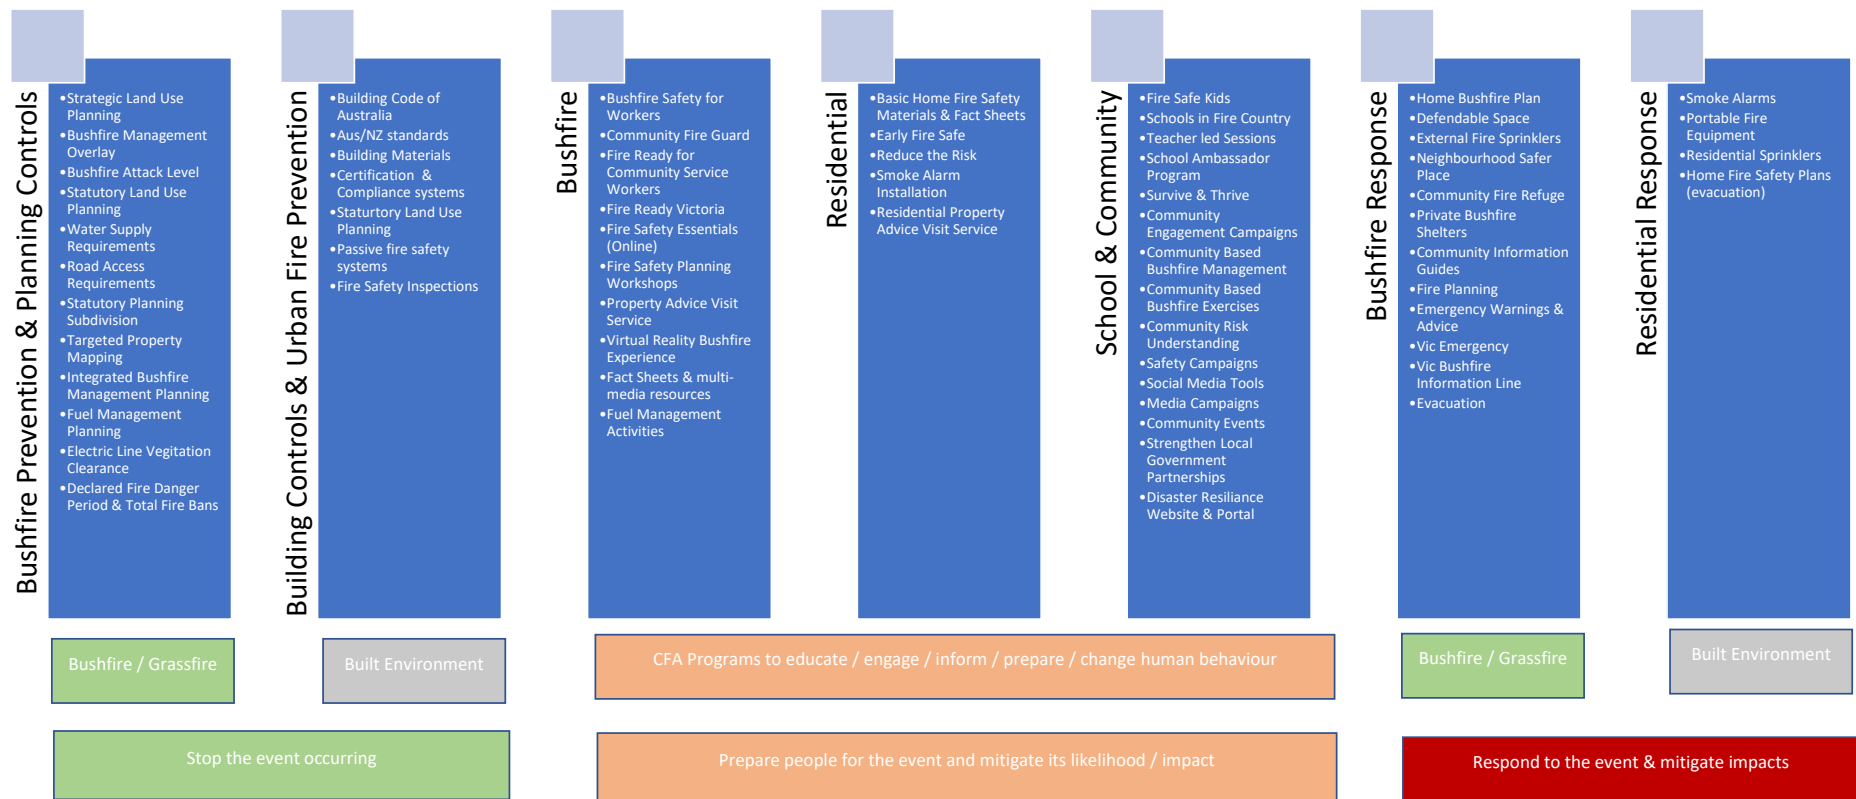 Bushfire Prevention & Planning Controls
•Strategic Land Use
Planning
•Bushfire Management
Overlay
•Bushfire Attack Level
•Statutory Land Use
Planning
•Water Supply
Requirements
•Road Access
Requirements
•Statutory Planning
Subdivision
•Targeted Property
Mapping
•Integrated Bushfire
Management Planning
•Fuel Management
Planning
•Electric Line Vegitation
Clearance
•Declared Fire Danger
Period & Total Fire Bans
Building Controls & Urban Fire Prevention
•Building Code of
Australia
•Aus/NZ standards
•Building Materials
•Certification &
Compliance systems
•Staturtory Land Use
Planning
•Passive fire safety
systems
•Fire Safety Inspections
Bushfire
•Bushfire Safety for
Workers
•Community Fire Guard
•Fire Ready for
Community Service
Workers
•Fire Ready Victoria
•Fire Safety Essentials
(Online)
•Fire Safety Planning
Workshops
•Property Advice Visit
Service
•Virtual Reality Bushfire
Experience
•Fact Sheets & multi-
media resources
•Fuel Management
Activities
Residential
•Basic Home Fire Safety
Materials & Fact Sheets
•Early Fire Safe
•Reduce the Risk
•Smoke Alarm
Installation
•Residential Property
Advice Visit Service
School & Community
•Fire Safe Kids
•Schools in Fire Country
•Teacher led Sessions
•School Ambassador
Program
•Survive & Thrive
•Community
Engagement Campaigns
•Community Based
Bushfire Management
•Community Based
Bushfire Exercises
•Community Risk
Understanding
•Safety Campaigns
•Social Media Tools
•Media Campaigns
•Community Events
•Strengthen Local
Government
Partnerships
•Disaster Resiliance
Website & Portal
Bushfire Response
•Home Bushfire Plan
•Defendable Space
•External Fire Sprinklers
•Neighbourhood Safer
Place
•Community Fire Refuge
•Private Bushfire
Shelters
•Community Information
Guides
•Fire Planning
•Emergency Warnings &
Advice
•Vic Emergency
•Vic Bushfire
Information Line
•Evacuation
Residential Response
•Smoke Alarms
•Portable Fire
Equipment
•Residential Sprinklers
•Home Fire Safety Plans
(evacuation)
Bushfire / Grassfire
Built Environment
CFA Programs to educate / engage / inform / prepare / change human behaviour
Bushfire / Grassfire
Built Environment
Stop the event occurring
Prepare people for the event and mitigate its likelihood / impact
Respond to the event & mitigate impacts